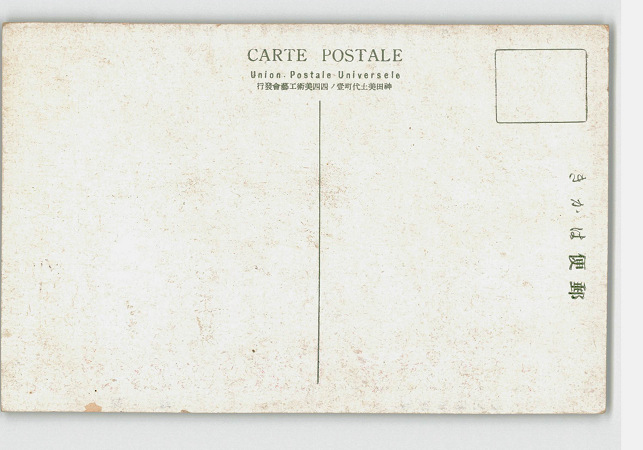 CARTE POSTALE
Union Postale Universele
神田美土代町壹ノ四四美術工藝會發行
郵便はかき